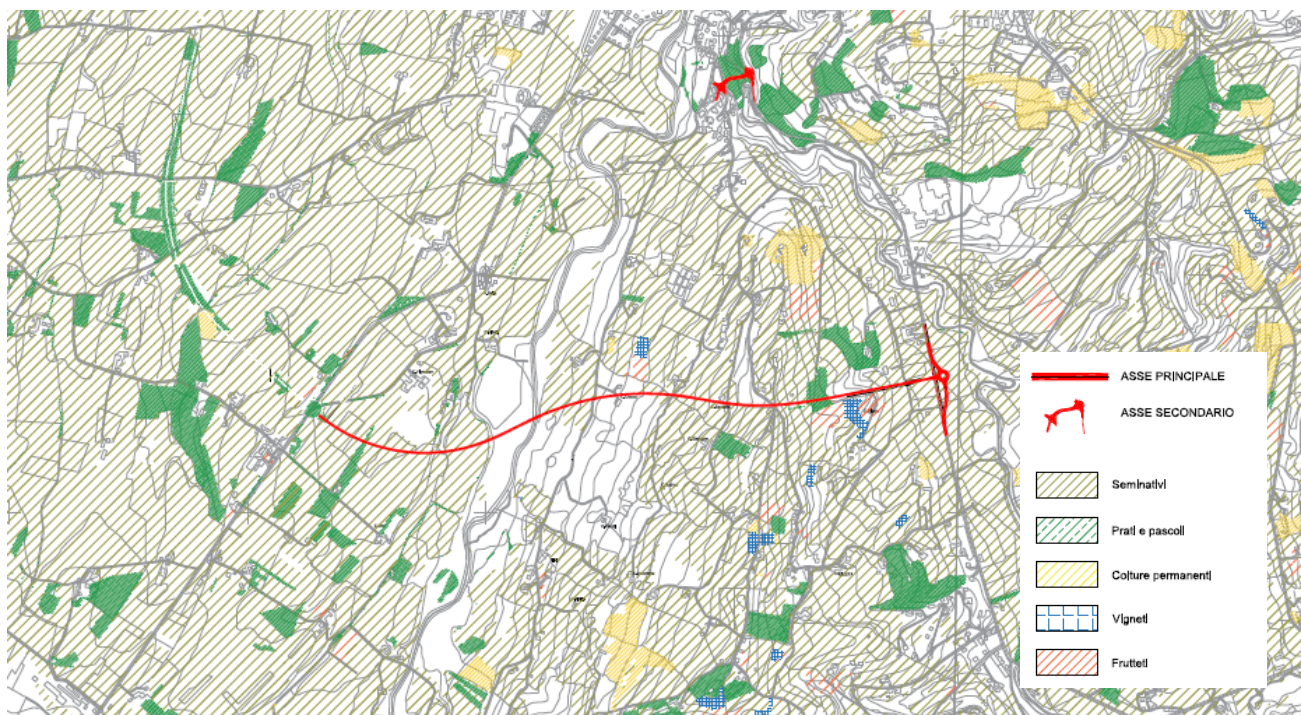 ASSE PRINCIPALE
ASSE SECONDARIO
Seminativi
Prati e pascoli
Colture permanenti
Vigneti
Frutteti